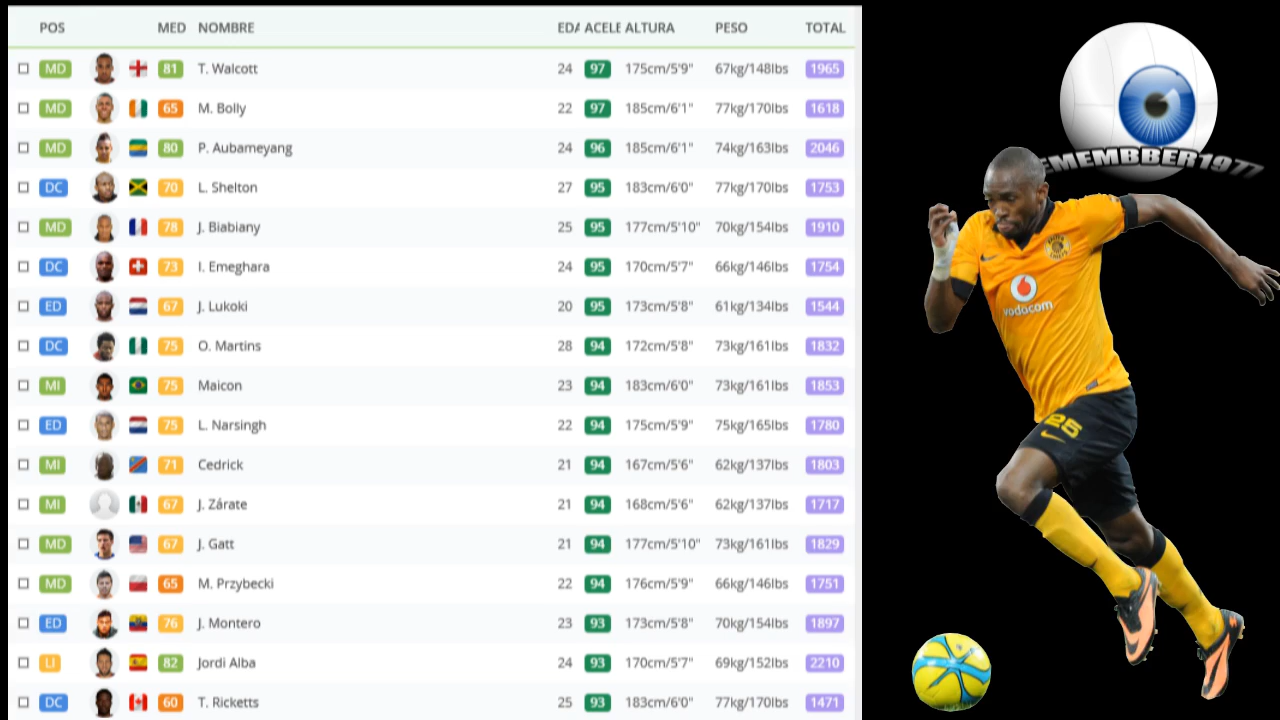 POS MED NOMBRE EDA ACELE ALTURA PESO TOTAL
MD 81 T. Walcott 24 97 175cm/5'9" 67kg/148lbs 1965
MD 65 M. Bolly 22 97 185cm/6'1" 77kg/170lbs 1618
MD 80 P. Aubameyang 24 96 185cm/6'1" 74kg/163lbs 2046
DC 70 L. Shelton 27 95 183cm/6'0" 77kg/170lbs 1753
MD 78 J. Biabiany 25 95 177cm/5'10" 70kg/154lbs 1910
DC 73 I. Emeghara 24 95 170cm/5'7" 66kg/146lbs 1754
ED 67 J. Lukoki 20 95 173cm/5'8" 61kg/134lbs 1544
DC 75 O. Martins 28 94 172cm/5'8" 73kg/161lbs 1832
MI 75 Maicon 23 94 183cm/6'0" 73kg/161lbs 1853
ED 75 L. Narsingh 22 94 175cm/5'9" 75kg/165lbs 1780
MI 71 Cedrick 21 94 167cm/5'6" 62kg/137lbs 1803
MI 67 J. Zárate 21 94 168cm/5'6" 62kg/137lbs 1717
MD 67 J. Gatt 21 94 177cm/5'10" 73kg/161lbs 1829
MD 65 M. Przybecki 22 94 176cm/5'9" 66kg/146lbs 1751
ED 76 J. Montero 23 93 173cm/5'8" 70kg/154lbs 1897
LI 82 Jordi Alba 24 93 170cm/5'7" 69kg/152lbs 2210
DC 60 T. Ricketts 25 93 183cm/6'0" 77kg/170lbs 1471
EMEMBBER1977
vodacom
25